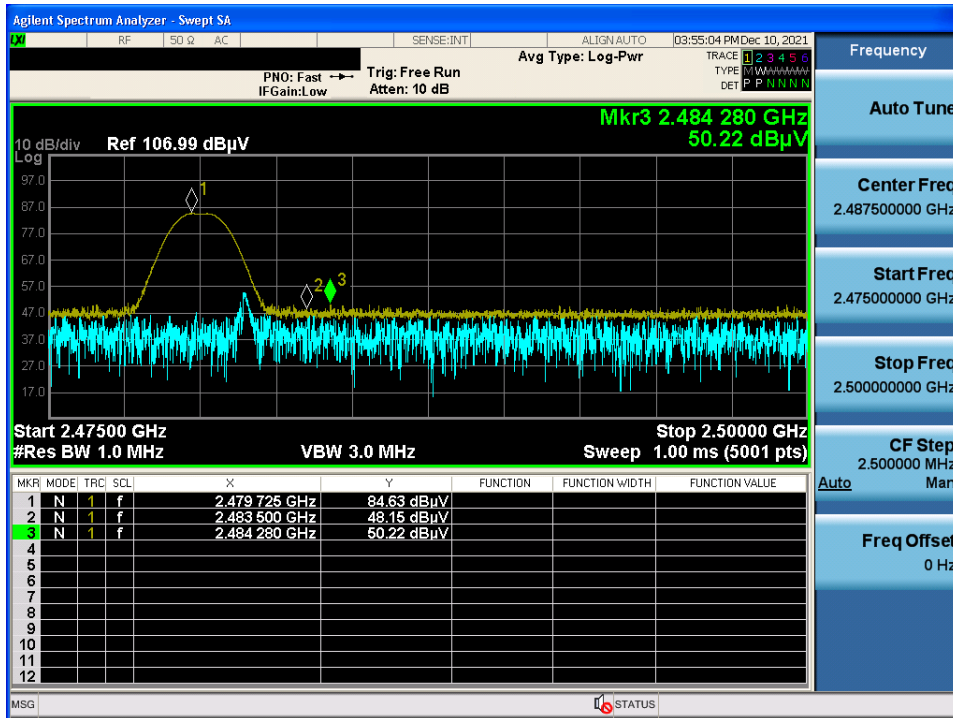 Agilent Spectrum Analyzer - Swept SA
LXI RF 50 Ω AC SENSE:INT ALIGN AUTO 03:55:04 PM Dec 10, 2021
PNO: Fast Trig: Free Run Avg Type: Log-Pwr TRACE 1 2 3 4 5 6
IFGain:Low Atten: 10 dB TYPE M W W W W W
DET P P N N N N
Mkr3 2.484 280 GHz
50.22 dBµV
10 dB/div Ref 106.99 dBµV
Log
97.0
87.0
77.0
67.0
57.0
47.0
37.0
27.0
17.0
1
2
3
Start 2.47500 GHz Stop 2.50000 GHz
#Res BW 1.0 MHz VBW 3.0 MHz Sweep 1.00 ms (5001 pts)
MKR MODE TRC SCL X Y FUNCTION FUNCTION WIDTH FUNCTION VALUE
1 N 1 f 2.479 725 GHz 84.63 dBµV
2 N 1 f 2.483 500 GHz 48.15 dBµV
3 N 1 f 2.484 280 GHz 50.22 dBµV
4
5
6
7
8
9
10
11
12
MSG STATUS
Frequency
Auto Tune
Center Freq
2.487500000 GHz
Start Freq
2.475000000 GHz
Stop Freq
2.500000000 GHz
CF Step
2.500000 MHz
Auto Man
Freq Offset
0 Hz